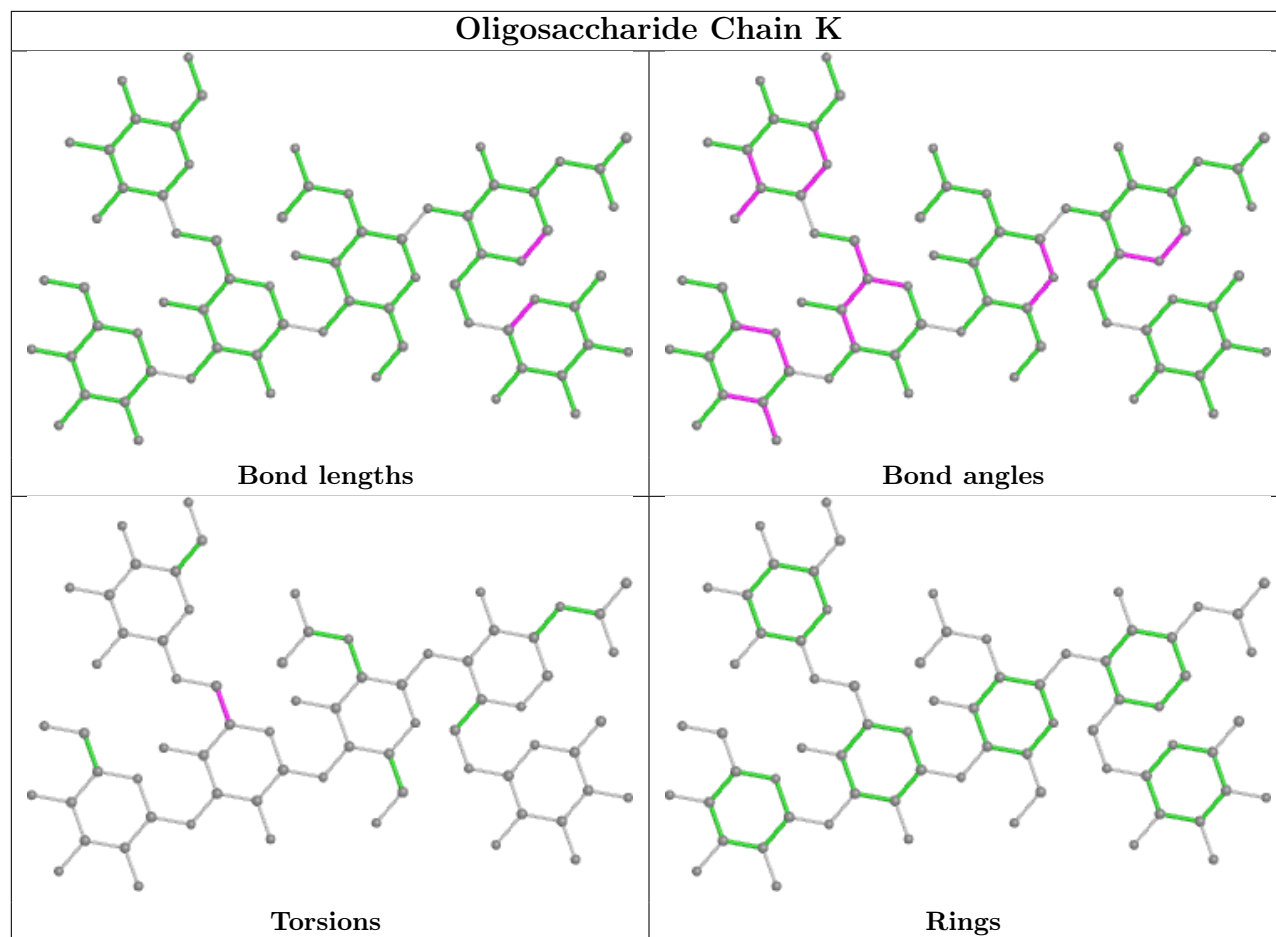 Oligosaccharide Chain K
Bond lengths
Bond angles
Torsions
Rings